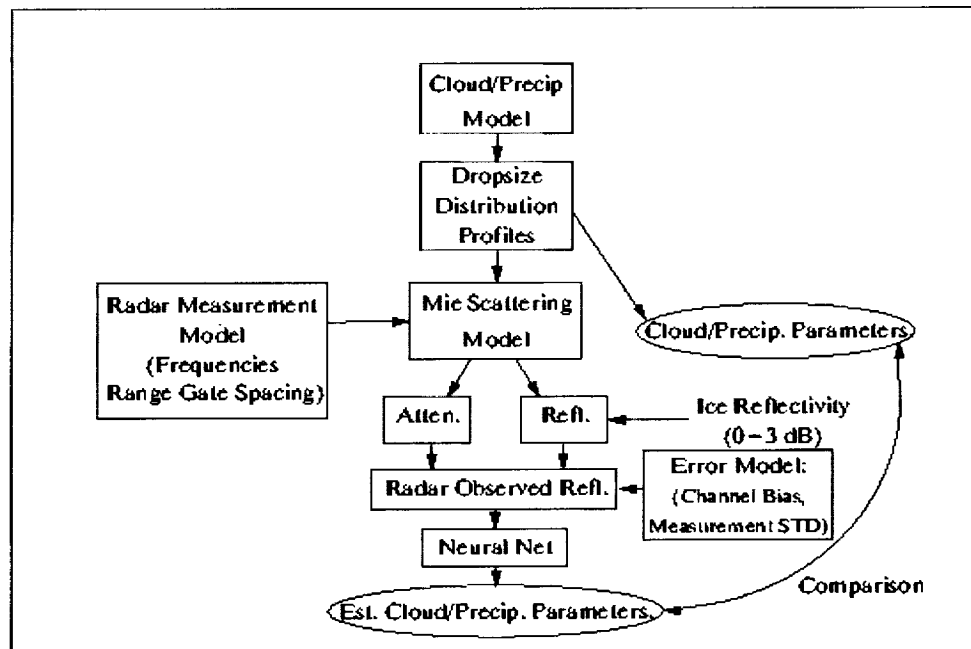 Cloud/Precip
Model
Dropsize
Distribution
Profiles
Radar Measurement
Model
(Frequencies
Range Gate Spacing)
Mie Scattering
Model
Cloud/Precip. Parameters
Atten.
Refl.
Ice Reflectivity
(0-3 dB)
Radar Observed Refl.
Error Model:
(Channel Bias,
Measurement STD)
Neural Net
Comparison
Est. Cloud/Precip. Parameters.